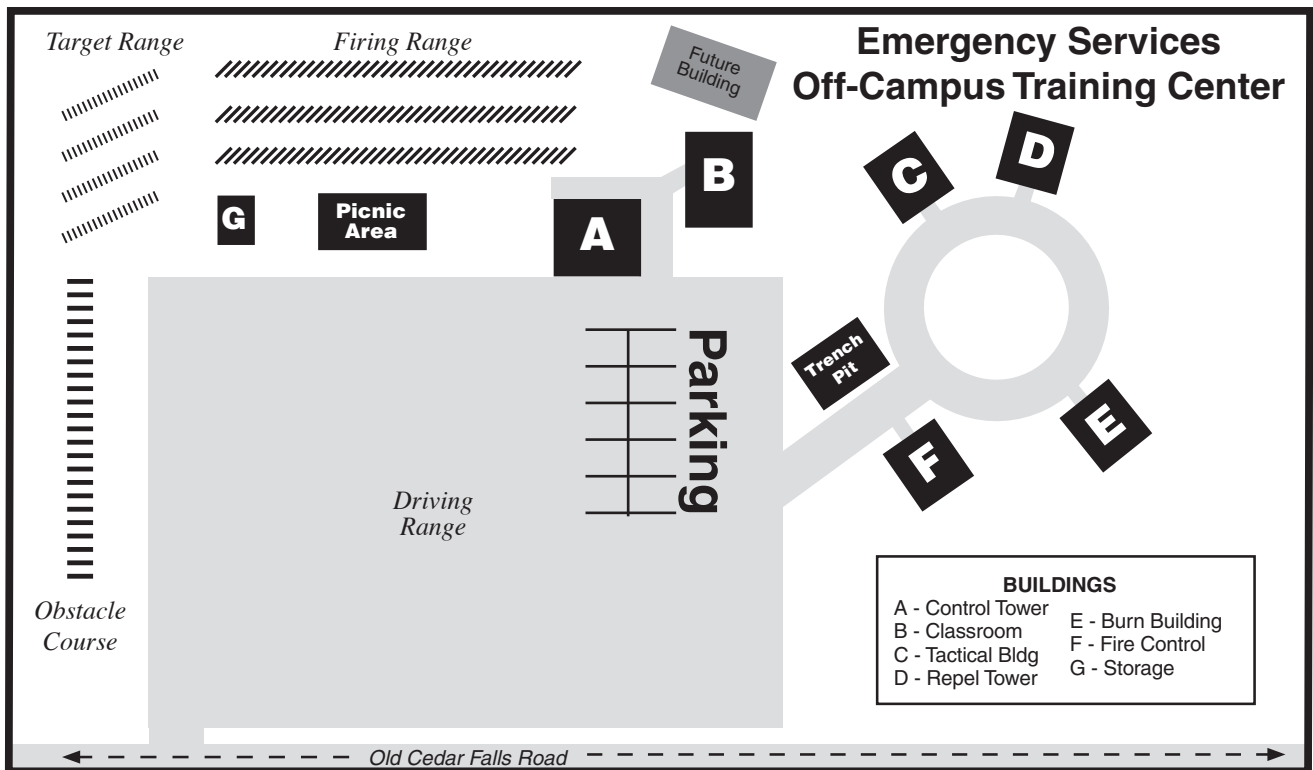 Emergency Services
Off-Campus Training Center
Target Range
Firing Range
Future
Building
B
C
D
G
Picnic
Area
A
Trench
Pit
Parking
E
F
Driving
Range
Obstacle
Course
BUILDINGS
A - Control Tower
B - Classroom
C - Tactical Bldg
D - Repel Tower
E - Burn Building
F - Fire Control
G - Storage
Old Cedar Falls Road